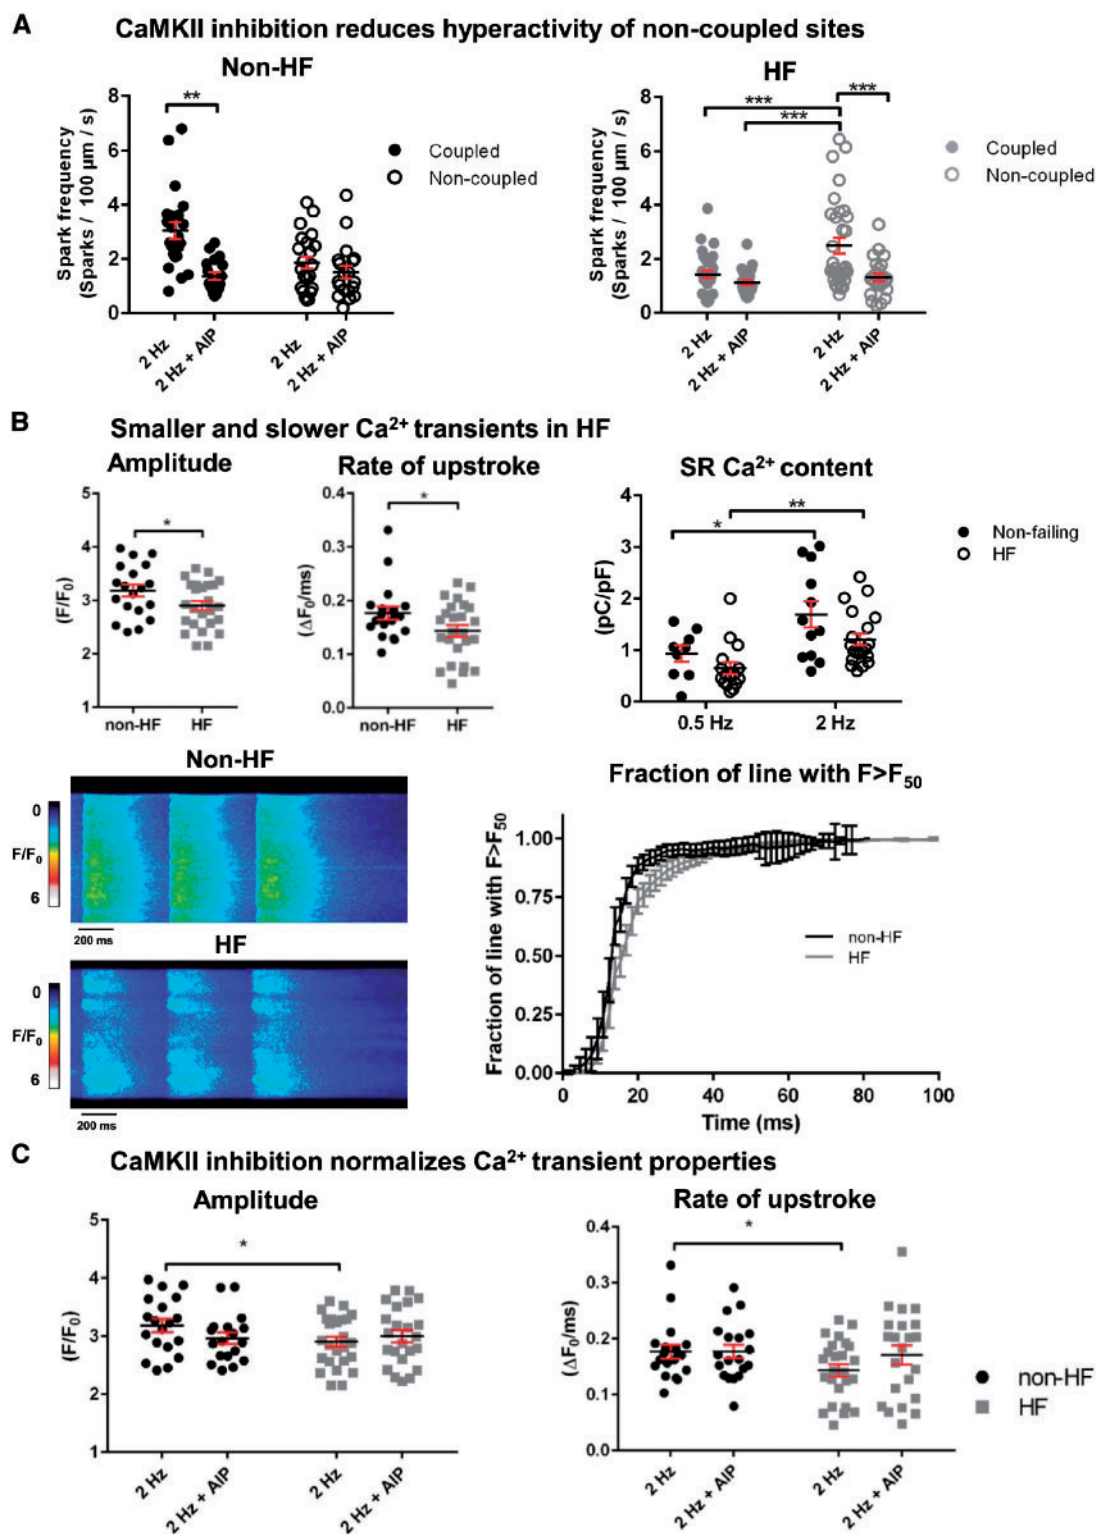 A
CaMKII inhibition reduces hyperactivity of non-coupled sites
Non-HF
Spark frequency
(Sparks / 100 µm / s)
8
6
4
2
0
**
Coupled
Non-coupled
2 Hz
2 Hz + AIP
2 Hz
2 Hz + AIP
HF
Spark frequency
(Sparks / 100 µm / s)
8
6
4
2
0
***
***
***
Coupled
Non-coupled
2 Hz
2 Hz + AIP
2 Hz
2 Hz + AIP
B
Smaller and slower Ca2+ transients in HF
Amplitude
(F/F0)
5
4
3
2
1
*
non-HF
HF
Rate of upstroke
(ΔF0/ms)
0.4
0.3
0.2
0.1
0.0
*
non-HF
HF
SR Ca2+ content
(pC/pF)
4
3
2
1
0
*
**
Non-failing
HF
0.5 Hz
2 Hz
Non-HF
0
F/F0
6
200 ms
HF
0
F/F0
6
200 ms
Fraction of line with F>F50
Fraction of line with F>F50
1.00
0.75
0.50
0.25
0.00
non-HF
HF
0
20
40
60
80
100
Time (ms)
C
CaMKII inhibition normalizes Ca2+ transient properties
Amplitude
(F/F0)
5
4
3
2
1
*
2 Hz
2 Hz + AIP
2 Hz
2 Hz + AIP
Rate of upstroke
(ΔF0/ms)
0.4
0.3
0.2
0.1
0.0
*
2 Hz
2 Hz + AIP
2 Hz
2 Hz + AIP
non-HF
HF